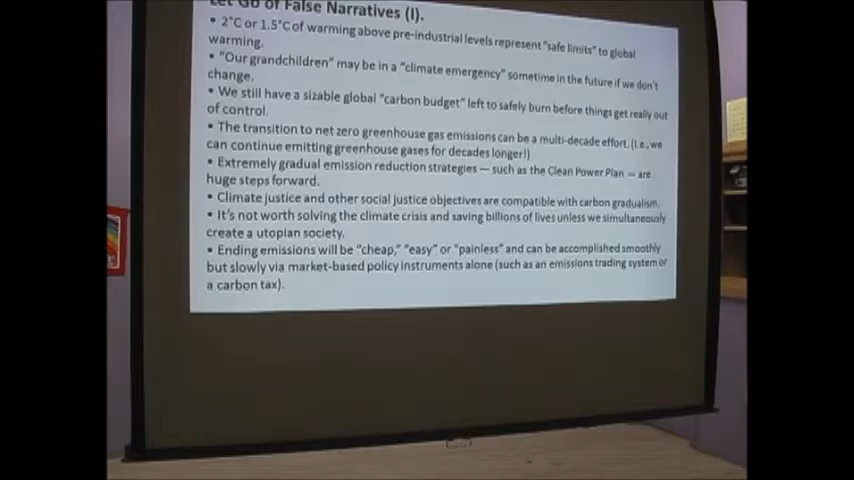 Let Go of False Narratives (I).
• 2°C or 1.5°C of warming above pre-industrial levels represent "safe limits" to global
warming.
• "Our grandchildren" may be in a "climate emergency" sometime in the future if we don't
change.
• We still have a sizable global "carbon budget" left to safely burn before things get really out
of control.
• The transition to net zero greenhouse gas emissions can be a multi-decade effort. (I.e., we
can continue emitting greenhouse gases for decades longer!)
• Extremely gradual emission reduction strategies — such as the Clean Power Plan — are
huge steps forward.
• Climate justice and other social justice objectives are compatible with carbon gradualism.
• It's not worth solving the climate crisis and saving billions of lives unless we simultaneously
create a utopian society.
• Ending emissions will be "cheap," "easy" or "painless" and can be accomplished smoothly
but slowly via market-based policy instruments alone (such as an emissions trading system or
a carbon tax).